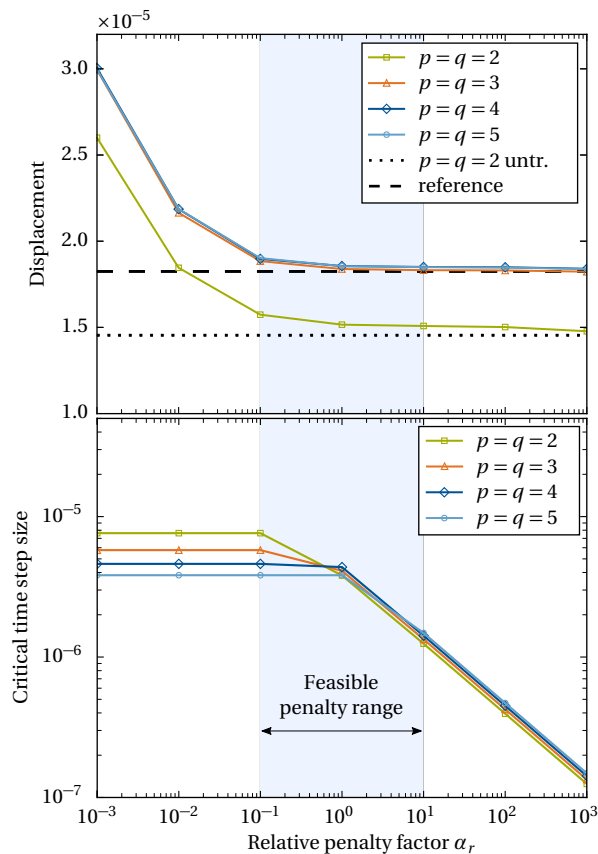 ×10⁻⁵
3.0
2.5
2.0
1.5
1.0
Displacement
p = q = 2
p = q = 3
p = q = 4
p = q = 5
p = q = 2 untr.
reference
10⁻⁵
10⁻⁶
10⁻⁷
Critical time step size
p = q = 2
p = q = 3
p = q = 4
p = q = 5
Feasible
penalty range
10⁻³ 10⁻² 10⁻¹ 10⁰ 10¹ 10² 10³
Relative penalty factor αᵣ